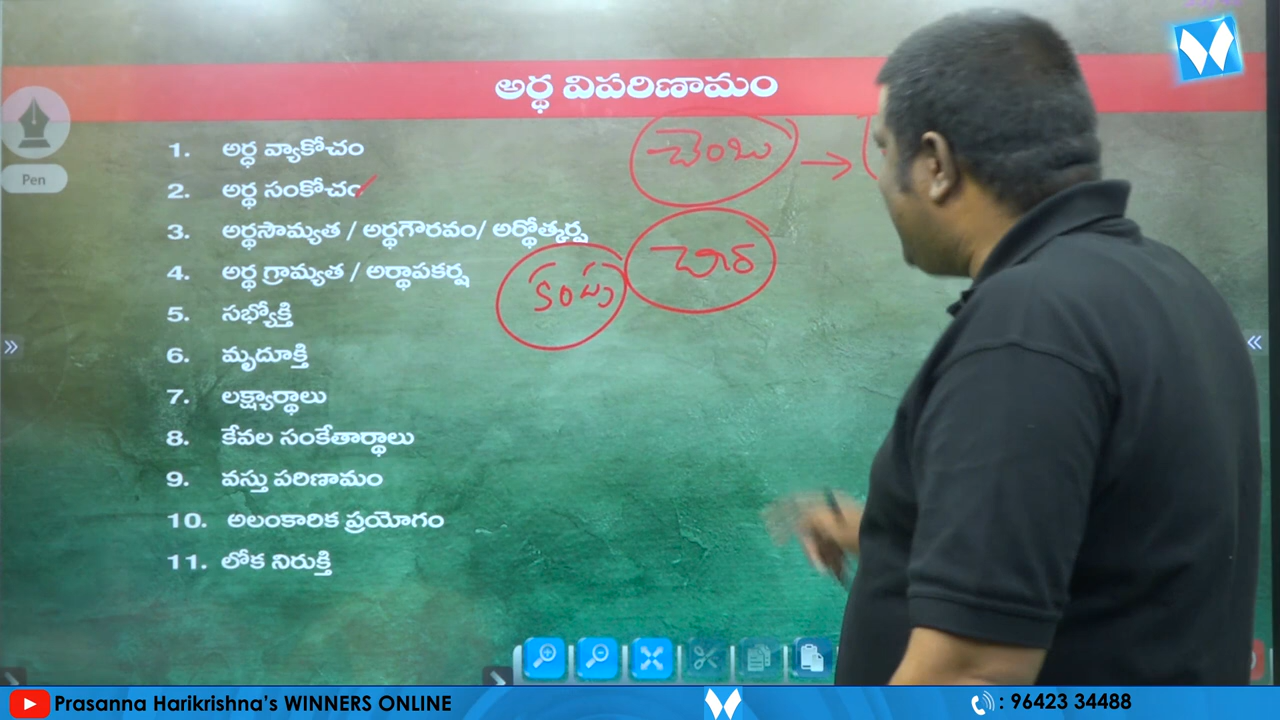 అర్థ విపరిణామం
Pen
1. అర్థ వ్యాకోచం
2. అర్థ సంకోచం
3. అర్థసౌమ్యత / అర్థగౌరవం/ అర్థోత్కర్ష
4. అర్థ గ్రామ్యత / అర్థాపకర్ష
5. సభ్యోక్తి
6. మృదూక్తి
7. లక్ష్యార్థాలు
8. కేవల సంకేతార్థాలు
9. వస్తు పరిణామం
10. అలంకారిక ప్రయోగం
11. లోక నిరుక్తి
చెంబు →
చీర
కంపు
Prasanna Harikrishna's WINNERS ONLINE
: 96423 34488